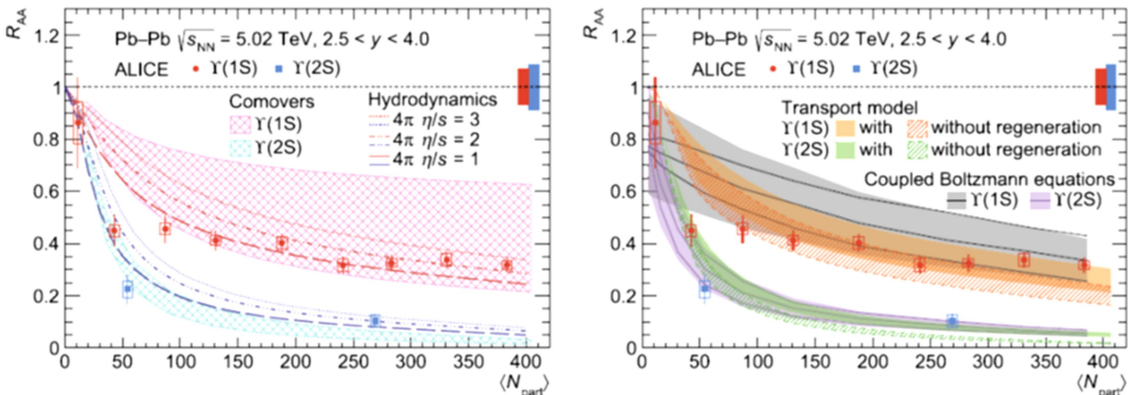 R_AA
1.2
1
0.8
0.6
0.4
0.2
0
Pb–Pb √s_NN = 5.02 TeV, 2.5 < y < 4.0
ALICE ϒ(1S) ϒ(2S)
Comovers
ϒ(1S)
ϒ(2S)
Hydrodynamics
4π η/s = 3
4π η/s = 2
4π η/s = 1
0 50 100 150 200 250 300 350 400
⟨N_part⟩
R_AA
1.2
1
0.8
0.6
0.4
0.2
0
Pb–Pb √s_NN = 5.02 TeV, 2.5 < y < 4.0
ALICE ϒ(1S) ϒ(2S)
Transport model
ϒ(1S) with without regeneration
ϒ(2S) with without regeneration
Coupled Boltzmann equations
ϒ(1S) ϒ(2S)
0 50 100 150 200 250 300 350 400
⟨N_part⟩